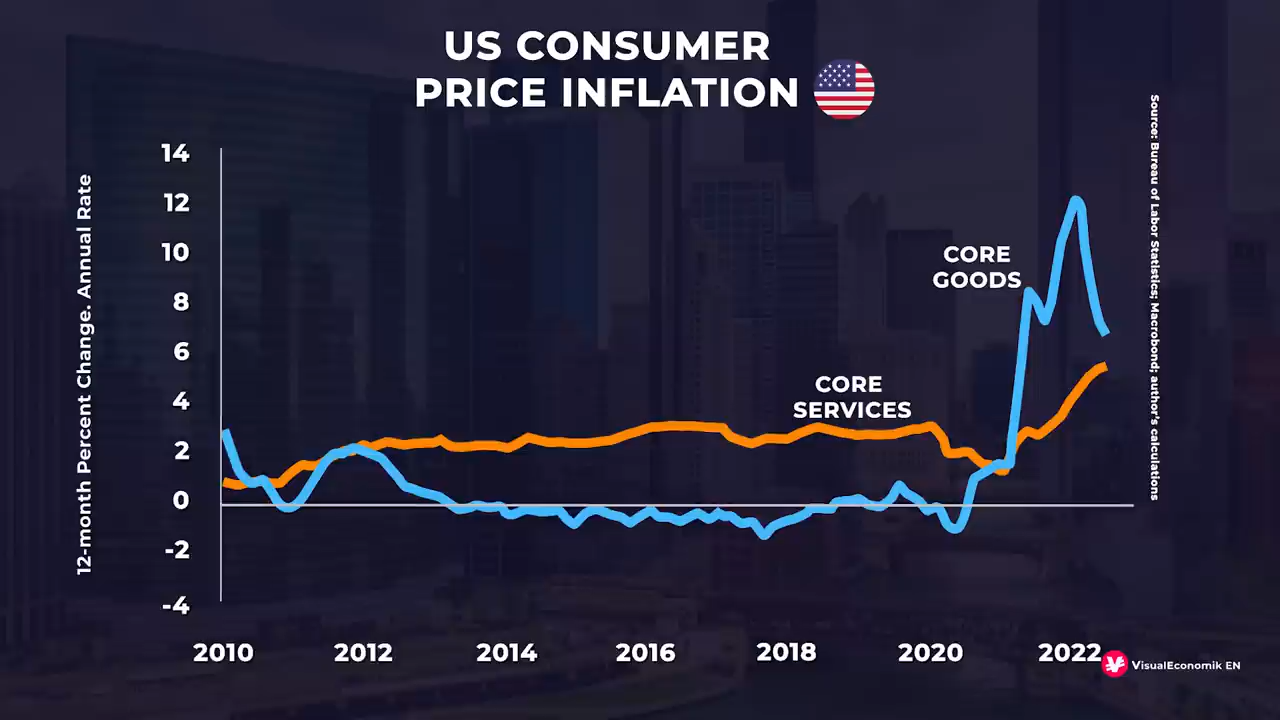 US CONSUMER
PRICE INFLATION
12-month Percent Change. Annual Rate
14
12
10
8
6
4
2
0
-2
-4
CORE
GOODS
CORE
SERVICES
2010
2012
2014
2016
2018
2020
2022
Source: Bureau of Labor Statistics; Macrobond; author's calculations
VisualEconomik EN